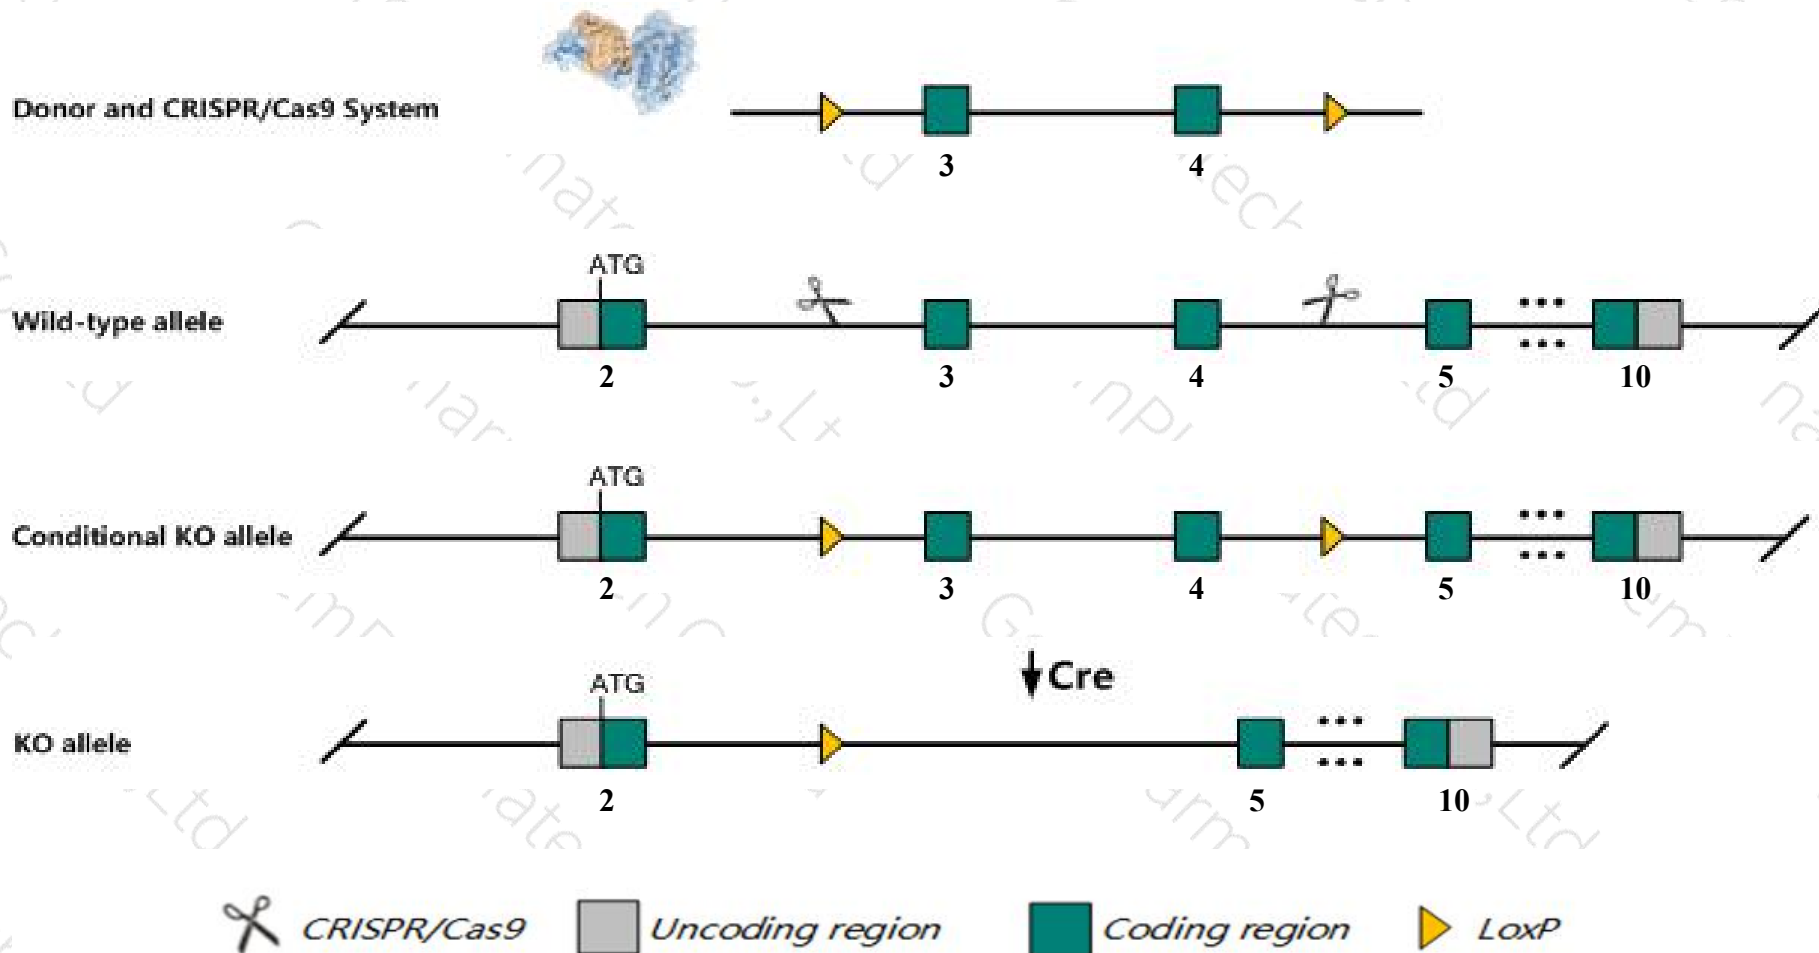 Donor and CRISPR/Cas9 System
3 4
ATG
Wild-type allele
2 3 4 5 10
ATG
Conditional KO allele
2 3 4 5 10
Cre
ATG
KO allele
2 5 10
CRISPR/Cas9 Uncoding region Coding region LoxP